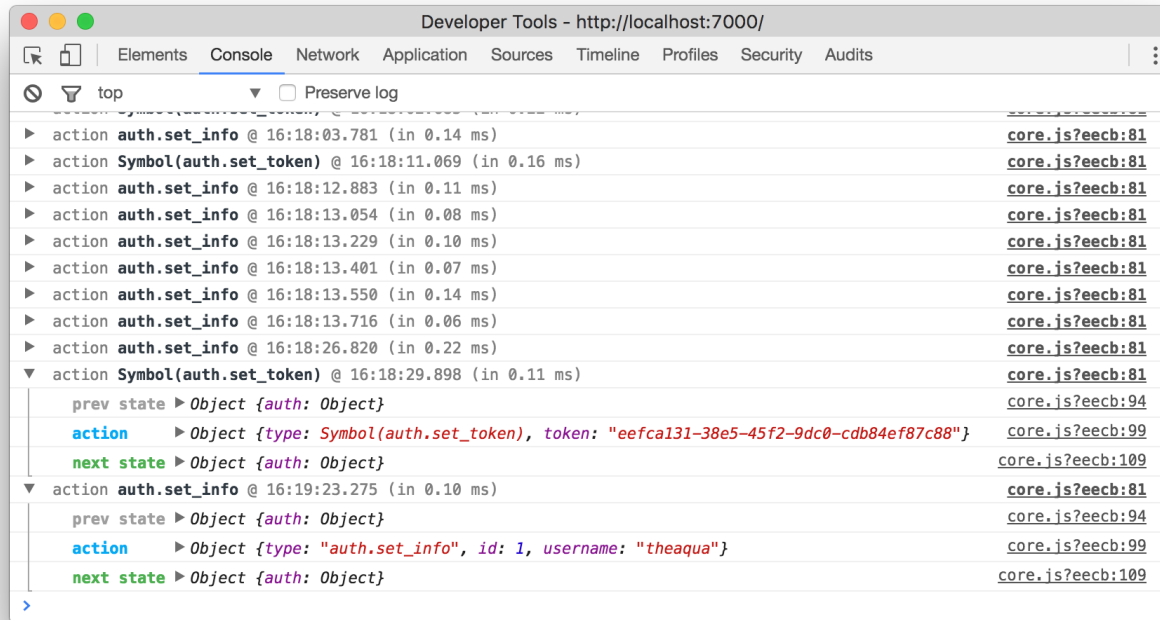 Developer Tools - http://localhost:7000/
Elements Console Network Application Sources Timeline Profiles Security Audits
top ▼ Preserve log
▶ action auth.set_info @ 16:18:03.781 (in 0.14 ms) core.js?eecb:81
▶ action Symbol(auth.set_token) @ 16:18:11.069 (in 0.16 ms) core.js?eecb:81
▶ action auth.set_info @ 16:18:12.883 (in 0.11 ms) core.js?eecb:81
▶ action auth.set_info @ 16:18:13.054 (in 0.08 ms) core.js?eecb:81
▶ action auth.set_info @ 16:18:13.229 (in 0.10 ms) core.js?eecb:81
▶ action auth.set_info @ 16:18:13.401 (in 0.07 ms) core.js?eecb:81
▶ action auth.set_info @ 16:18:13.550 (in 0.14 ms) core.js?eecb:81
▶ action auth.set_info @ 16:18:13.716 (in 0.06 ms) core.js?eecb:81
▶ action auth.set_info @ 16:18:26.820 (in 0.22 ms) core.js?eecb:81
▼ action Symbol(auth.set_token) @ 16:18:29.898 (in 0.11 ms) core.js?eecb:81
prev state ▶ Object {auth: Object} core.js?eecb:94
action ▶ Object {type: Symbol(auth.set_token), token: "eefca131-38e5-45f2-9dc0-cdb84ef87c88"} core.js?eecb:99
next state ▶ Object {auth: Object} core.js?eecb:109
▼ action auth.set_info @ 16:19:23.275 (in 0.10 ms) core.js?eecb:81
prev state ▶ Object {auth: Object} core.js?eecb:94
action ▶ Object {type: "auth.set_info", id: 1, username: "theaqua"} core.js?eecb:99
next state ▶ Object {auth: Object} core.js?eecb:109